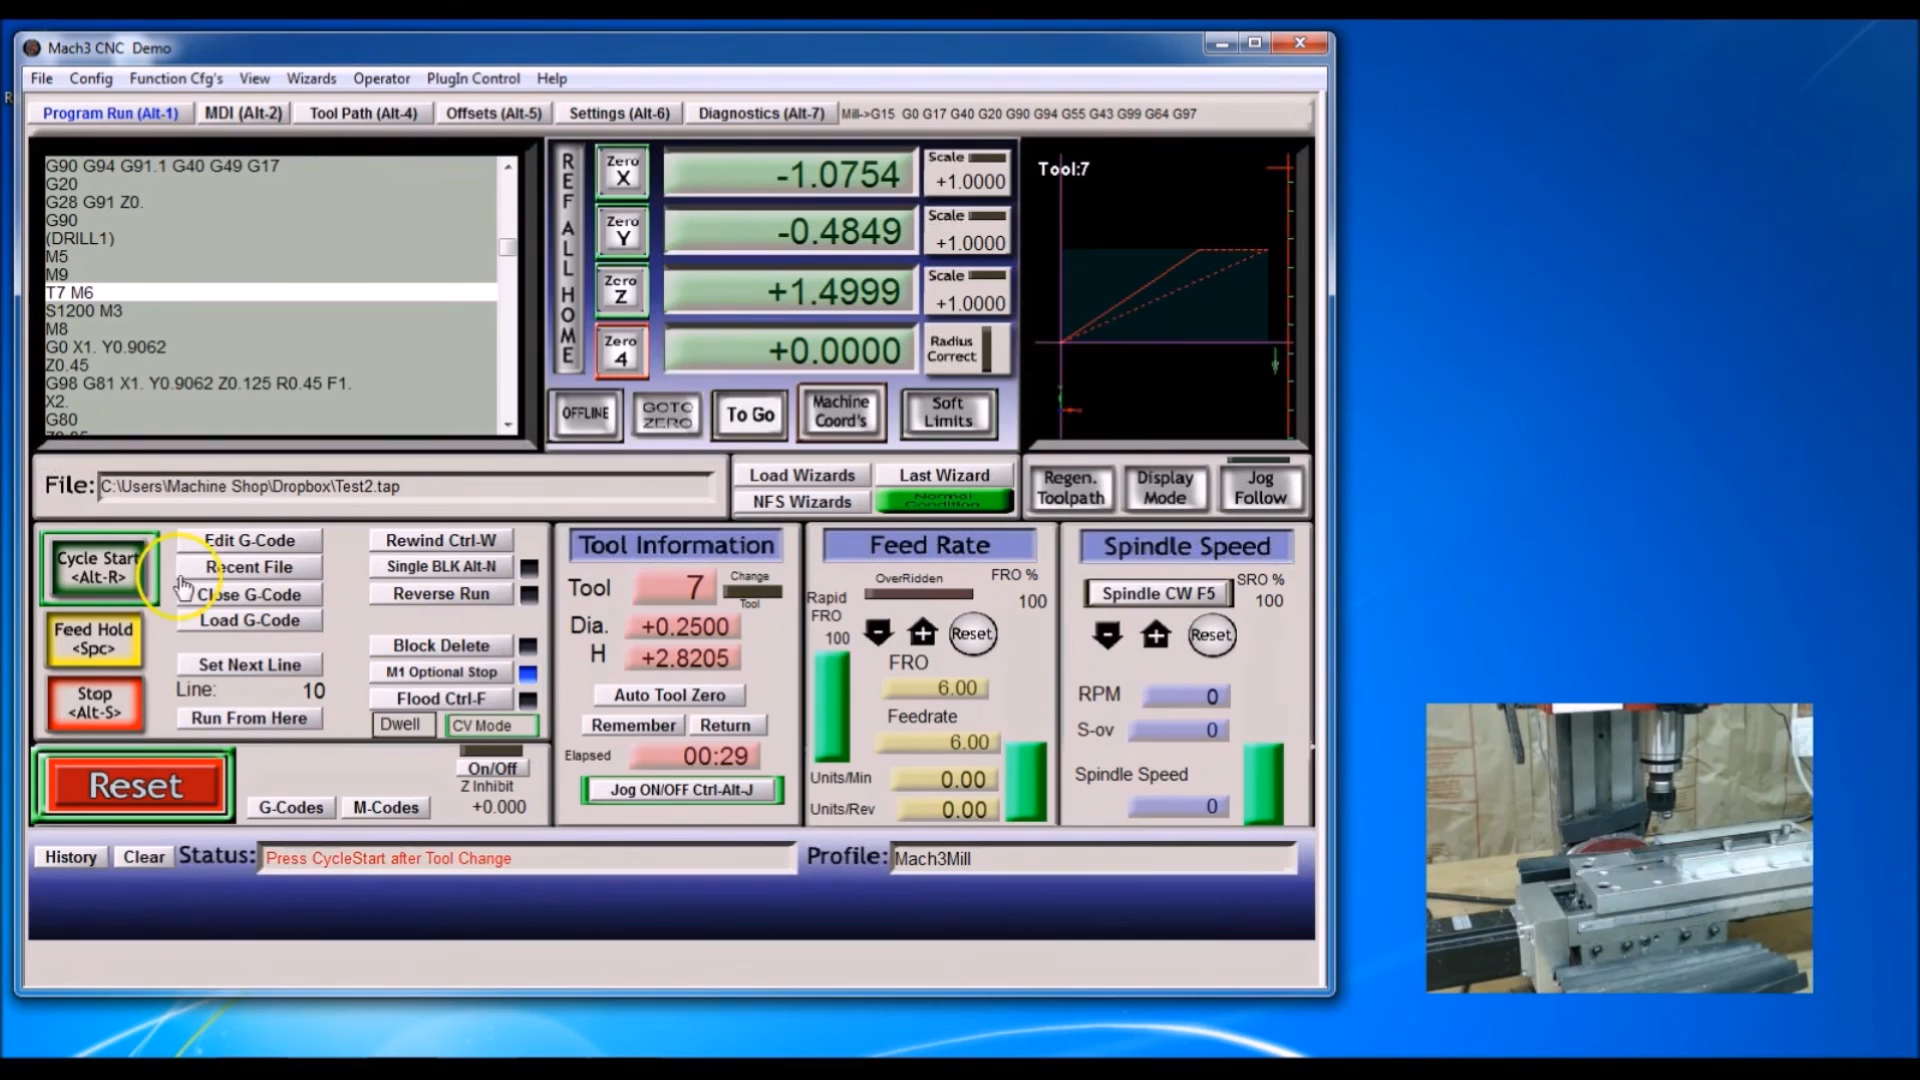 Mach3 CNC Demo
File Config Function Cfg's View Wizards Operator PlugIn Control Help
Program Run (Alt-1) MDI (Alt-2) Tool Path (Alt-4) Offsets (Alt-5) Settings (Alt-6) Diagnostics (Alt-7) Mill->G15 G0 G17 G40 G20 G90 G94 G55 G43 G99 G64 G97
G90 G94 G91.1 G40 G49 G17
G20
G28 G91 Z0.
G90
(DRILL1)
M5
M9
T7 M6
S1200 M3
M8
G0 X1. Y0.9062
Z0.45
G98 G81 X1. Y0.9062 Z0.125 R0.45 F1.
X2.
G80
REF ALL HOME
Zero X -1.0754 Scale +1.0000
Zero Y -0.4849 Scale +1.0000
Zero Z +1.4999 Scale +1.0000
Zero 4 +0.0000 Radius Correct
OFFLINE GOTO ZERO To Go Machine Coord's Soft Limits
Tool:7
File: C:\Users\Machine Shop\Dropbox\Test2.tap
Load Wizards Last Wizard
NFS Wizards Normal Condition
Regen. Toolpath Display Mode Jog Follow
Cycle Start <Alt-R>
Feed Hold <Spc>
Stop <Alt-S>
Reset
Edit G-Code
Recent File
Close G-Code
Load G-Code
Set Next Line
Line: 10
Run From Here
Rewind Ctrl-W
Single BLK Alt-N
Reverse Run
Block Delete
M1 Optional Stop
Flood Ctrl-F
Dwell CV Mode
G-Codes M-Codes
On/Off
Z Inhibit
+0.000
Tool Information
Tool 7 Change Tool
Dia. +0.2500
H +2.8205
Auto Tool Zero
Remember Return
Elapsed 00:29
Jog ON/OFF Ctrl-Alt-J
Feed Rate
OverRidden FRO %
100
Rapid FRO
100
Reset
FRO
6.00
Feedrate
6.00
Units/Min 0.00
Units/Rev 0.00
Spindle Speed
Spindle CW F5 SRO %
100
Reset
RPM 0
S-ov 0
Spindle Speed
0
History Clear Status: Press CycleStart after Tool Change Profile: Mach3Mill